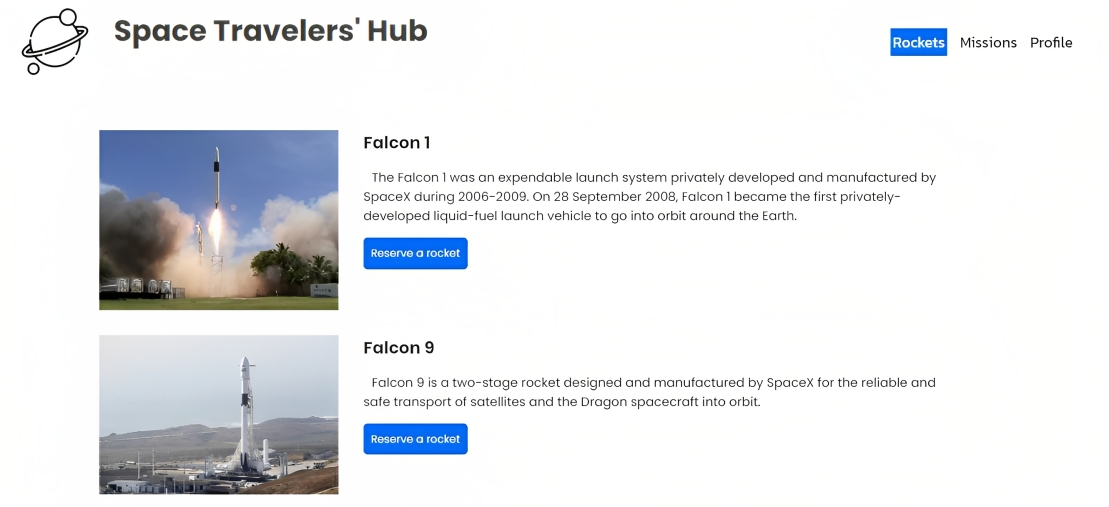 Space Travelers' Hub
Rockets Missions Profile
Falcon 1
The Falcon 1 was an expendable launch system privately developed and manufactured by
SpaceX during 2006-2009. On 28 September 2008, Falcon 1 became the first privately-
developed liquid-fuel launch vehicle to go into orbit around the Earth.
Reserve a rocket
Falcon 9
Falcon 9 is a two-stage rocket designed and manufactured by SpaceX for the reliable and
safe transport of satellites and the Dragon spacecraft into orbit.
Reserve a rocket